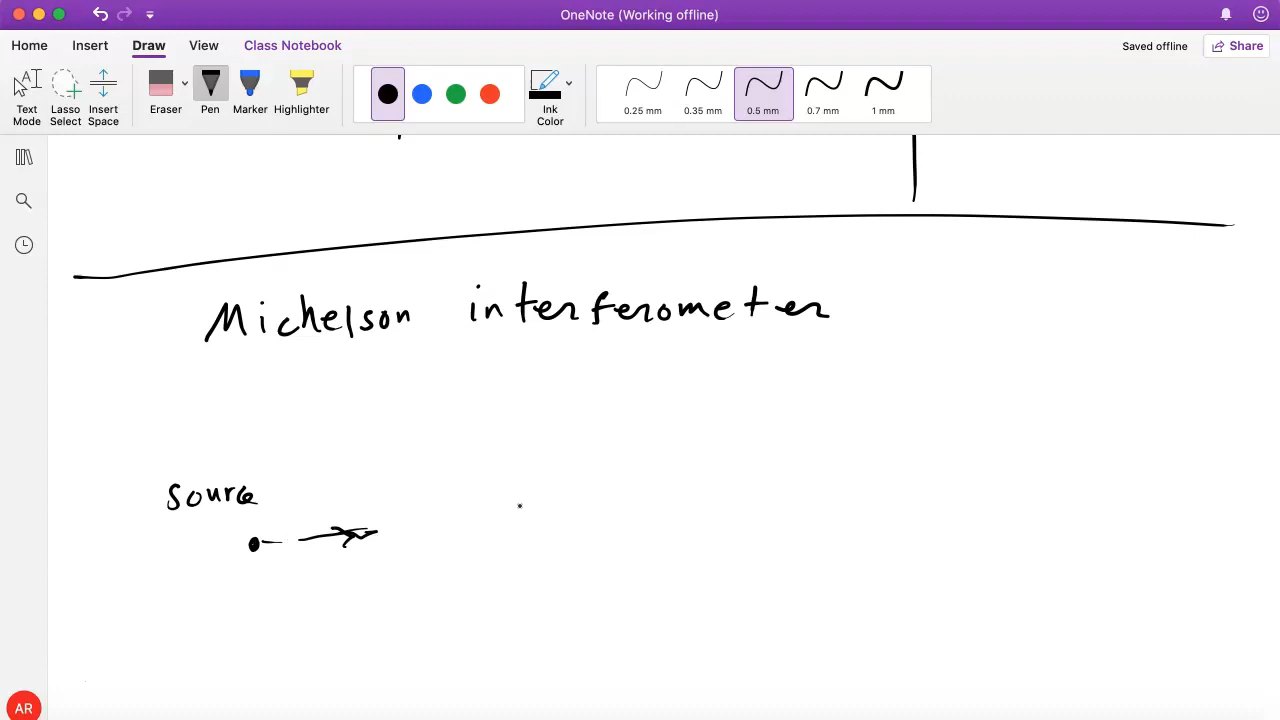 OneNote (Working offline)
Home Insert Draw View Class Notebook
Saved offline Share
Text Mode
Lasso Select
Insert Space
Eraser
Pen
Marker
Highlighter
Ink Color
0.25 mm 0.35 mm 0.5 mm 0.7 mm 1 mm
Michelson interferometer
Source
AR